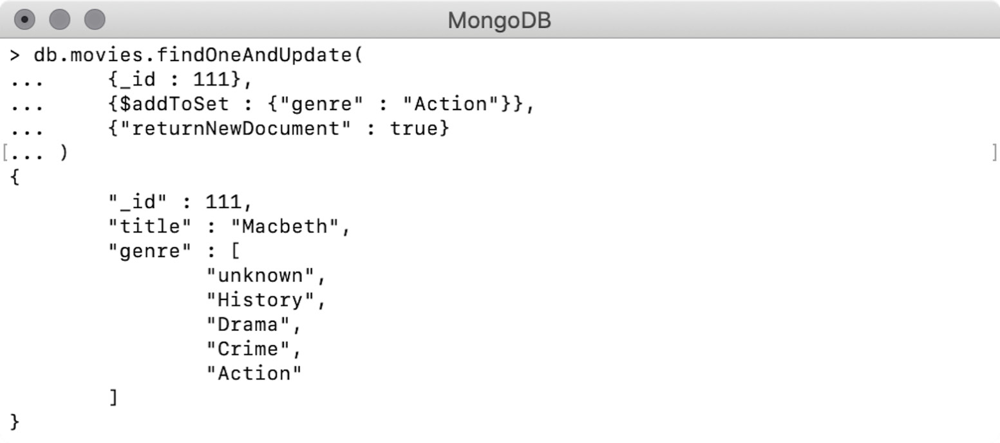 MongoDB
> db.movies.findOneAndUpdate(
...     {_id : 111},
...     {$addToSet : {"genre" : "Action"}},
...     {"returnNewDocument" : true}
[... )                                                                         ]
{
        "_id" : 111,
        "title" : "Macbeth",
        "genre" : [
                "unknown",
                "History",
                "Drama",
                "Crime",
                "Action"
        ]
}